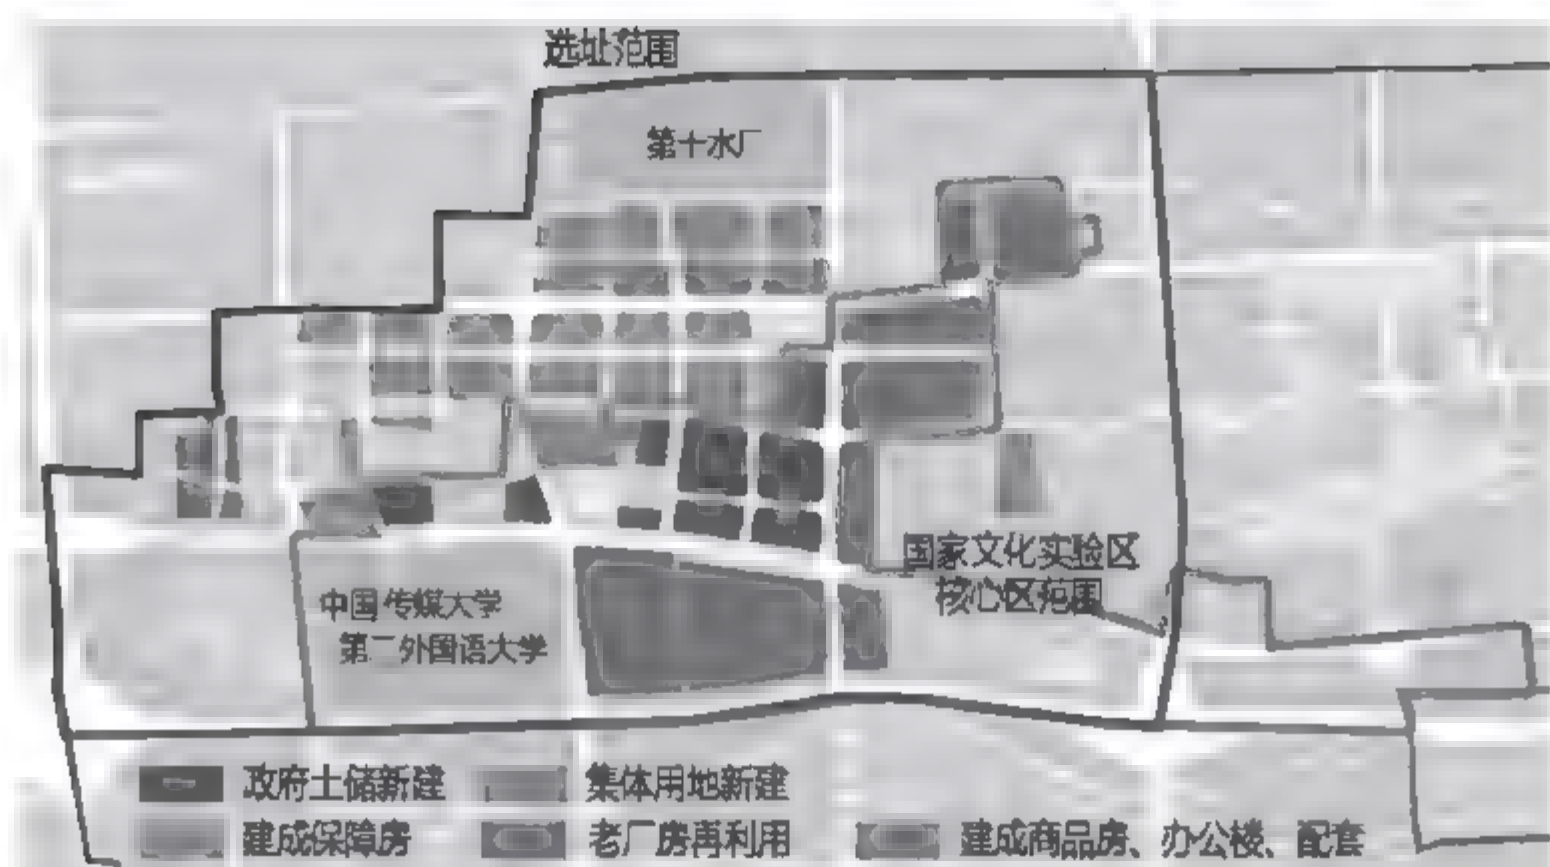 选址范围
第十水厂
国家文化实验区
核心区范围
中国传媒大学
第二外国语大学
政府土储新建
集体用地新建
建成保障房
老厂房再利用
建成商品房、办公楼、配套